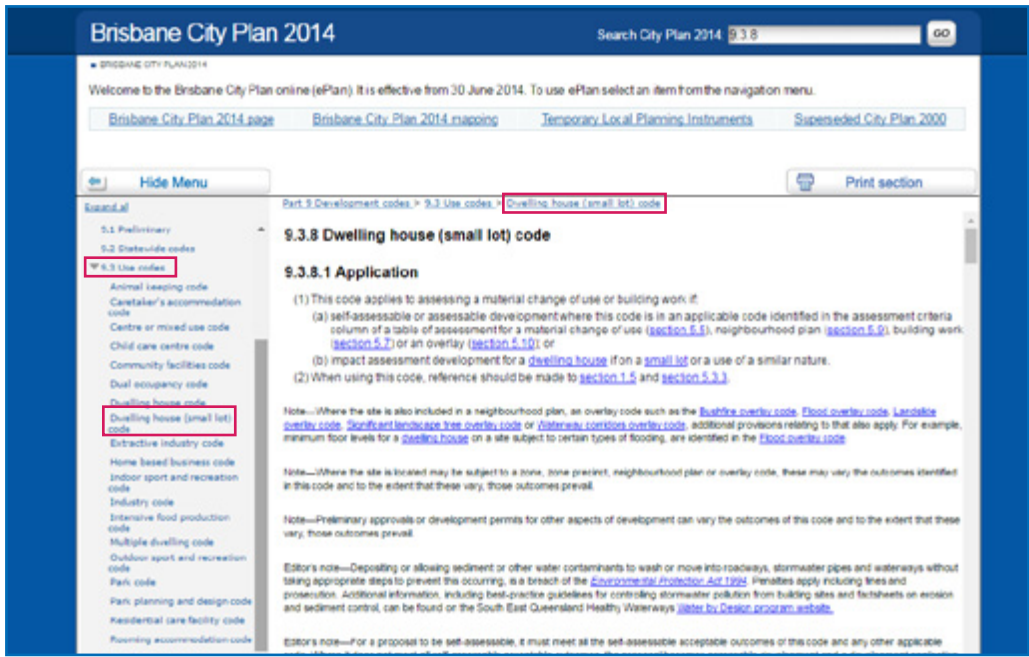 Brisbane City Plan 2014
Search City Plan 2014 9.3.8 GO
BRISBANE CITY PLAN 2014
Welcome to the Brisbane City Plan online (ePlan). It is effective from 30 June 2014. To use ePlan select an item from the navigation menu.
Brisbane City Plan 2014 page Brisbane City Plan 2014 mapping Temporary Local Planning Instruments Superseded City Plan 2000
Hide Menu Print section
Expand all
9.1 Preliminary
9.2 Statewide codes
9.3 Use codes
Animal keeping code
Caretaker's accommodation
code
Centre or mixed use code
Child care centre code
Community facilities code
Dual occupancy code
Dwelling house code
Dwelling house (small lot)
code
Extractive industry code
Home based business code
Indoor sport and recreation
code
Industry code
Intensive food production
code
Multiple dwelling code
Outdoor sport and recreation
code
Park code
Park planning and design code
Residential care facility code
Rooming accommodation code
Part 9 Development codes > 9.3 Use codes > Dwelling house (small lot) code
9.3.8 Dwelling house (small lot) code
9.3.8.1 Application
(1) This code applies to assessing a material change of use or building work if:
(a) self-assessable or assessable development where this code is in an applicable code identified in the assessment criteria
column of a table of assessment for a material change of use (section 5.5), neighbourhood plan (section 5.9), building work
(section 5.7) or an overlay (section 5.10); or
(b) impact assessment development for a dwelling house if on a small lot or a use of a similar nature.
(2) When using this code, reference should be made to section 1.5 and section 5.3.3.
Note—Where the site is also included in a neighbourhood plan, an overlay code such as the Bushfire overlay code, Flood overlay code, Landslide
overlay code, Significant landscape tree overlay code or Waterway corridors overlay code, additional provisions relating to that also apply. For example,
minimum floor levels for a dwelling house on a site subject to certain types of flooding, are identified in the Flood overlay code.
Note—Where the site is located may be subject to a zone, zone precinct, neighbourhood plan or overlay code, these may vary the outcomes identified
in this code and to the extent that these vary, those outcomes prevail.
Note—Preliminary approvals or development permits for other aspects of development can vary the outcomes of this code and to the extent that these
vary, those outcomes prevail.
Editor's note—Depositing or allowing sediment or other water contaminants to wash or move into roadways, stormwater pipes and waterways without
taking appropriate steps to prevent this occurring, is a breach of the Environmental Protection Act 1994. Penalties apply including fines and
prosecution. Additional information, including best-practice guidelines for controlling stormwater pollution from building sites and factsheets on erosion
and sediment control, can be found on the South East Queensland Healthy Waterways Water by Design program website.
Editor's note—For a proposal to be self-assessable, it must meet all the self-assessable acceptable outcomes of this code and any other applicable